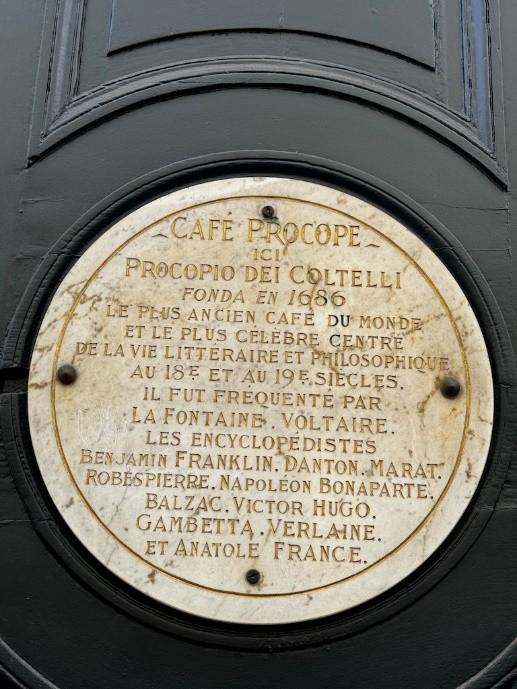 ~CAFÉ PROCOPE~
ICI
PROCOPIO DEI COLTELLI
FONDA EN 1686
LE PLUS ANCIEN CAFÉ DU MONDE
ET LE PLUS CÉLÈBRE CENTRE
DE LA VIE LITTÉRAIRE ET PHILOSOPHIQUE
AU 18E. ET AU 19E. SIÈCLES.
IL FUT FRÉQUENTÉ PAR
LA FONTAINE. VOLTAIRE.
LES ENCYCLOPÉDISTES
BENJAMIN FRANKLIN. DANTON. MARAT.
ROBESPIERRE. NAPOLÉON BONAPARTE.
BALZAC. VICTOR HUGO.
GAMBETTA. VERLAINE.
ET ANATOLE FRANCE.